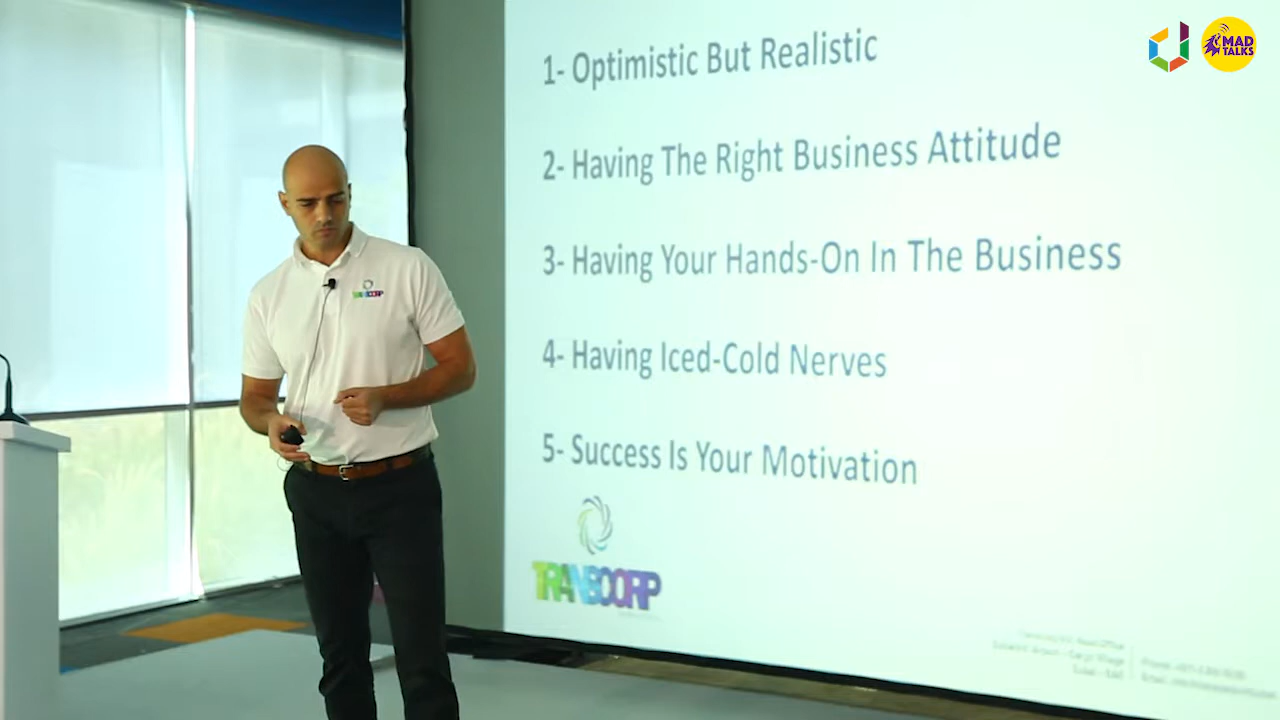 MAD
TALKS
1- Optimistic But Realistic
2- Having The Right Business Attitude
3- Having Your Hands-On In The Business
4- Having Iced-Cold Nerves
5- Success Is Your Motivation